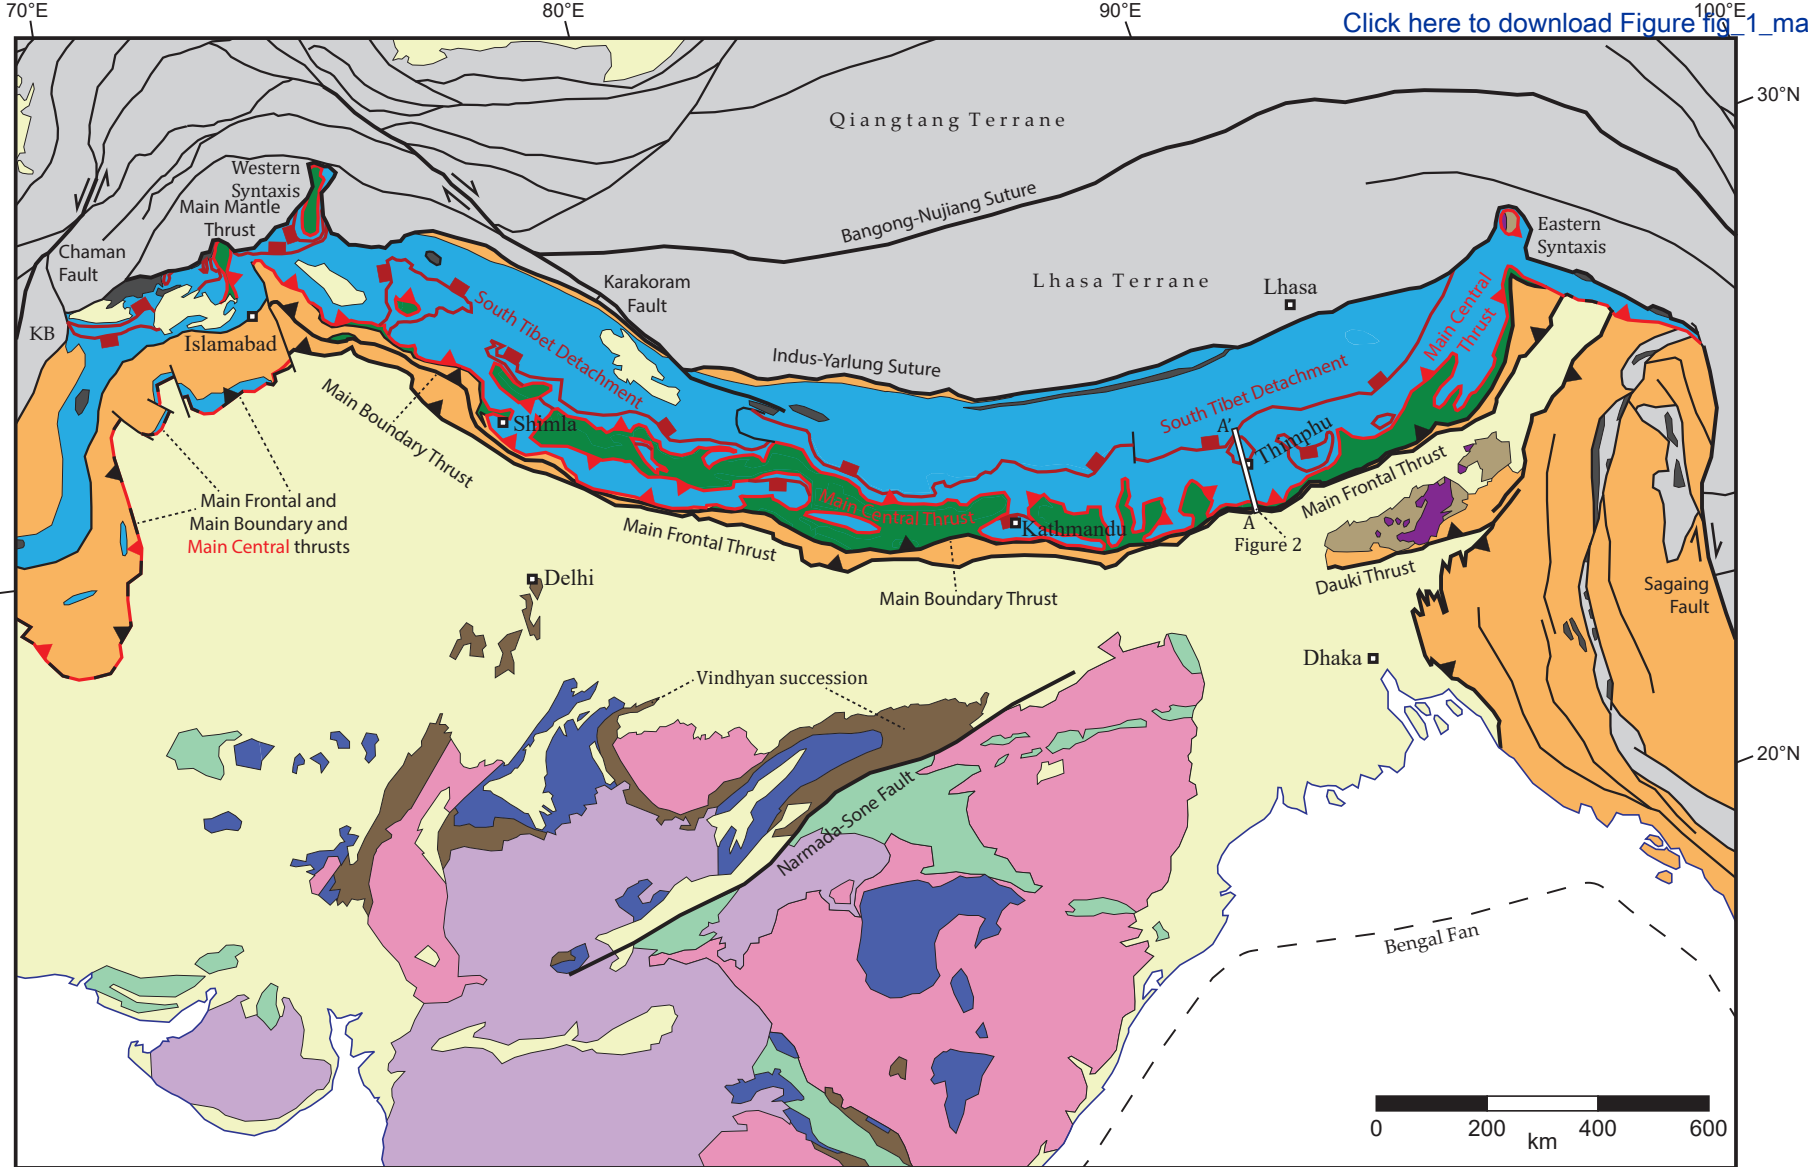 70°E
80°E
90°E
100°E
Click here to download Figure fig_1_ma
30°N
Qiangtang Terrane
Western
Syntaxis
Main Mantle
Thrust
Bangong-Nujiang Suture
Eastern
Syntaxis
Chaman
Fault
Karakoram
Fault
Lhasa Terrane
Lhasa
KB
Islamabad
South Tibet Detachment
Main Central
Thrust
Indus-Yarlung Suture
South Tibet Detachment
Main Boundary Thrust
Shimla
A'
Thimphu
Main Frontal and
Main Boundary and
Main Central thrusts
Main Central Thrust
Main Frontal Thrust
Kathmandu
A
Figure 2
Main Frontal Thrust
Delhi
Main Boundary Thrust
Dauki Thrust
Sagaing
Fault
Dhaka
Vindhyan succession
20°N
Narmada-Sone Fault
Bengal Fan
0
200
400
600
km